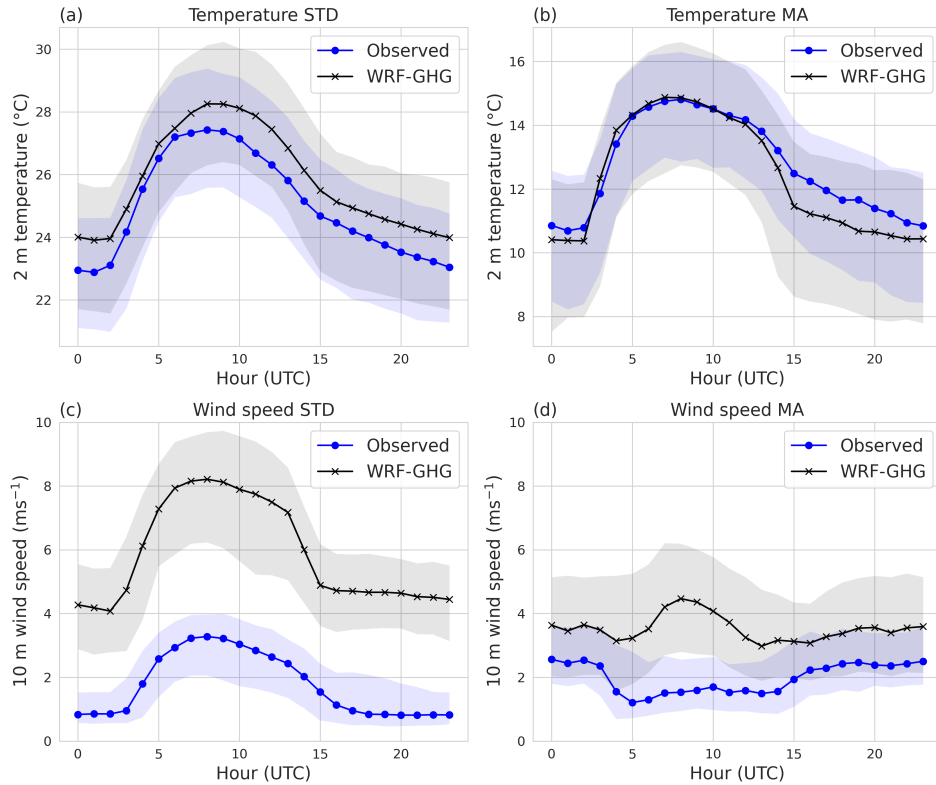 (a) Temperature STD
Observed
WRF-GHG
2 m temperature (°C)
30
28
26
24
22
0 5 10 15 20
Hour (UTC)
(b) Temperature MA
Observed
WRF-GHG
2 m temperature (°C)
16
14
12
10
8
0 5 10 15 20
Hour (UTC)
(c) Wind speed STD
Observed
WRF-GHG
10 m wind speed (ms⁻¹)
10
8
6
4
2
0
0 5 10 15 20
Hour (UTC)
(d) Wind speed MA
Observed
WRF-GHG
10 m wind speed (ms⁻¹)
10
8
6
4
2
0
0 5 10 15 20
Hour (UTC)